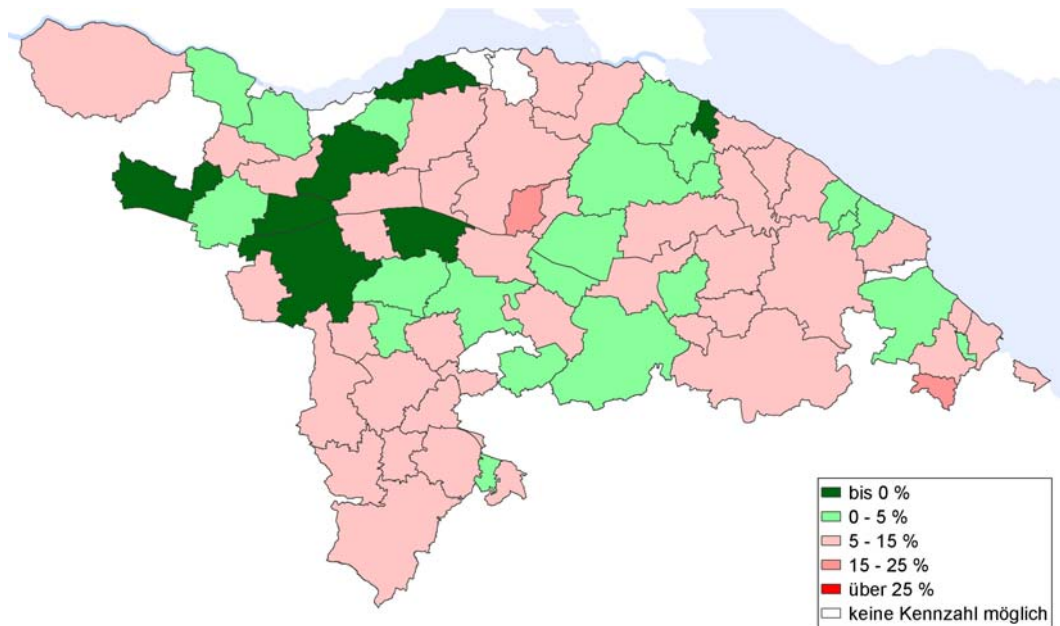 bis 0 %
0 - 5 %
5 - 15 %
15 - 25 %
über 25 %
keine Kennzahl möglich